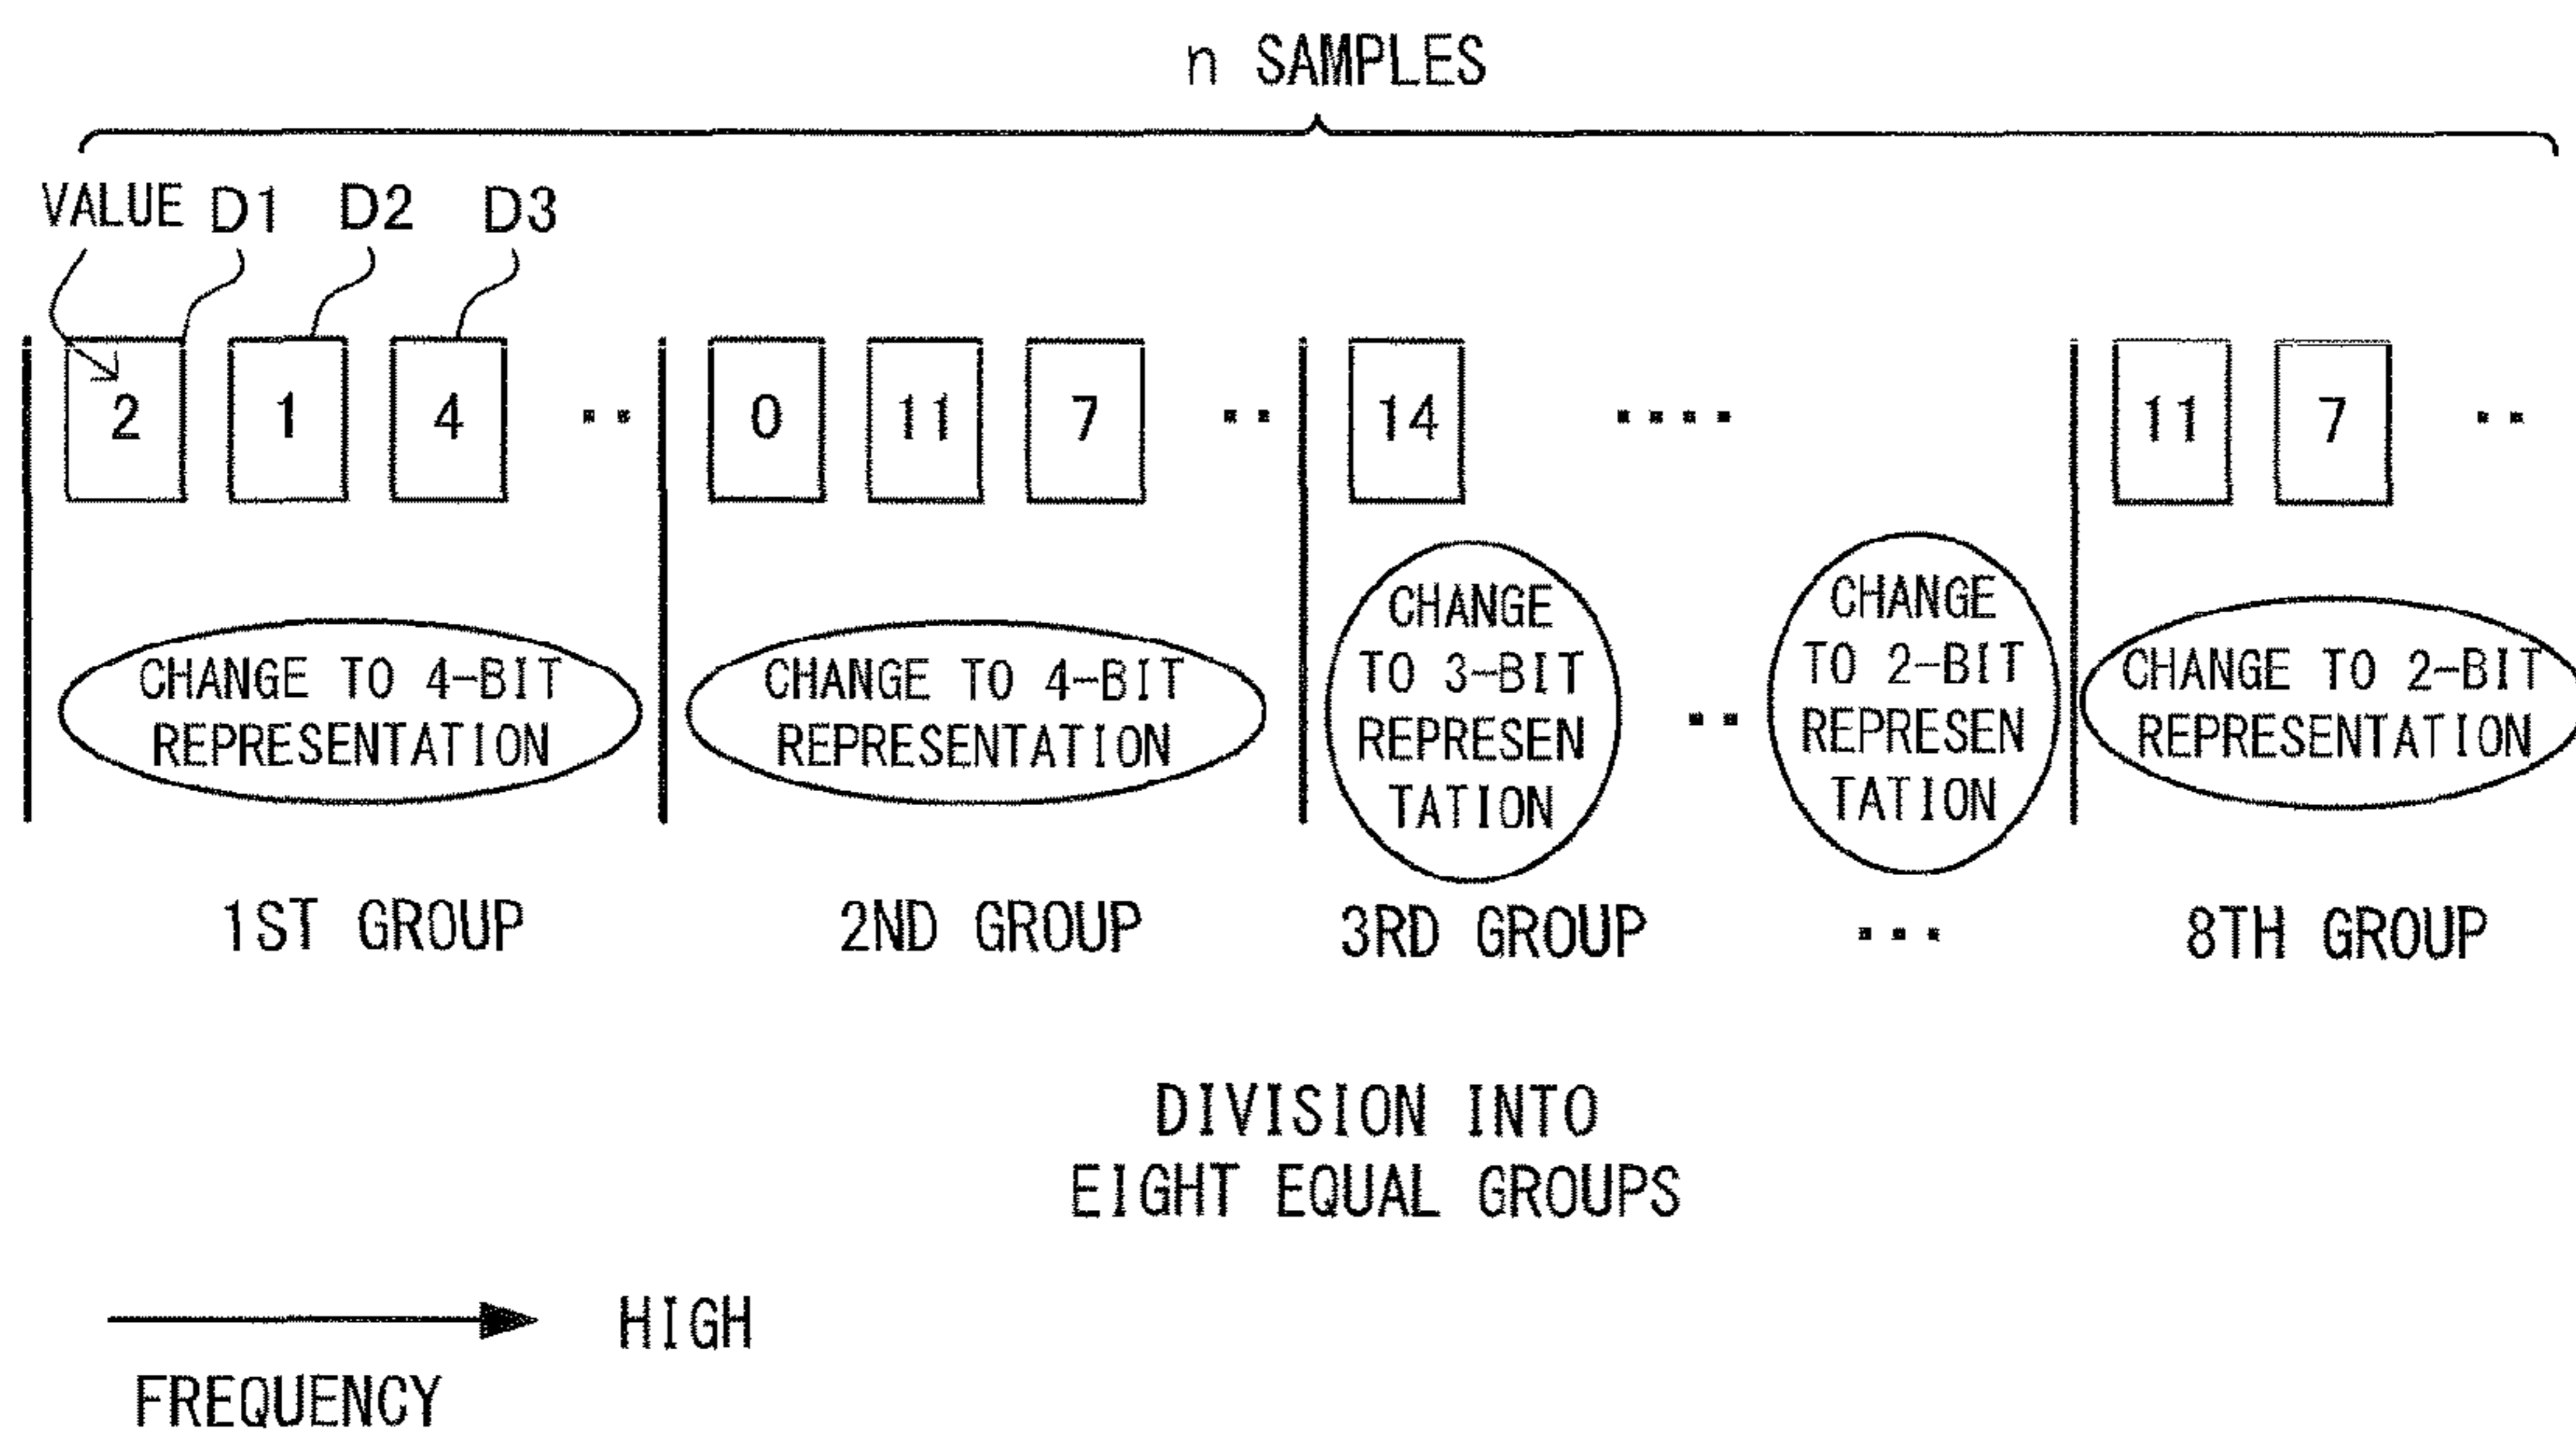 n SAMPLES
VALUE D1 D2 D3
2 1 4 ‥ 0 11 7 ‥ 14 ‥‥ 11 7 ‥
CHANGE TO 4-BIT
REPRESENTATION
CHANGE TO 4-BIT
REPRESENTATION
CHANGE
TO 3-BIT
REPRESEN
TATION
‥
CHANGE
TO 2-BIT
REPRESEN
TATION
CHANGE TO 2-BIT
REPRESENTATION
1ST GROUP 2ND GROUP 3RD GROUP ... 8TH GROUP
DIVISION INTO
EIGHT EQUAL GROUPS
HIGH
FREQUENCY